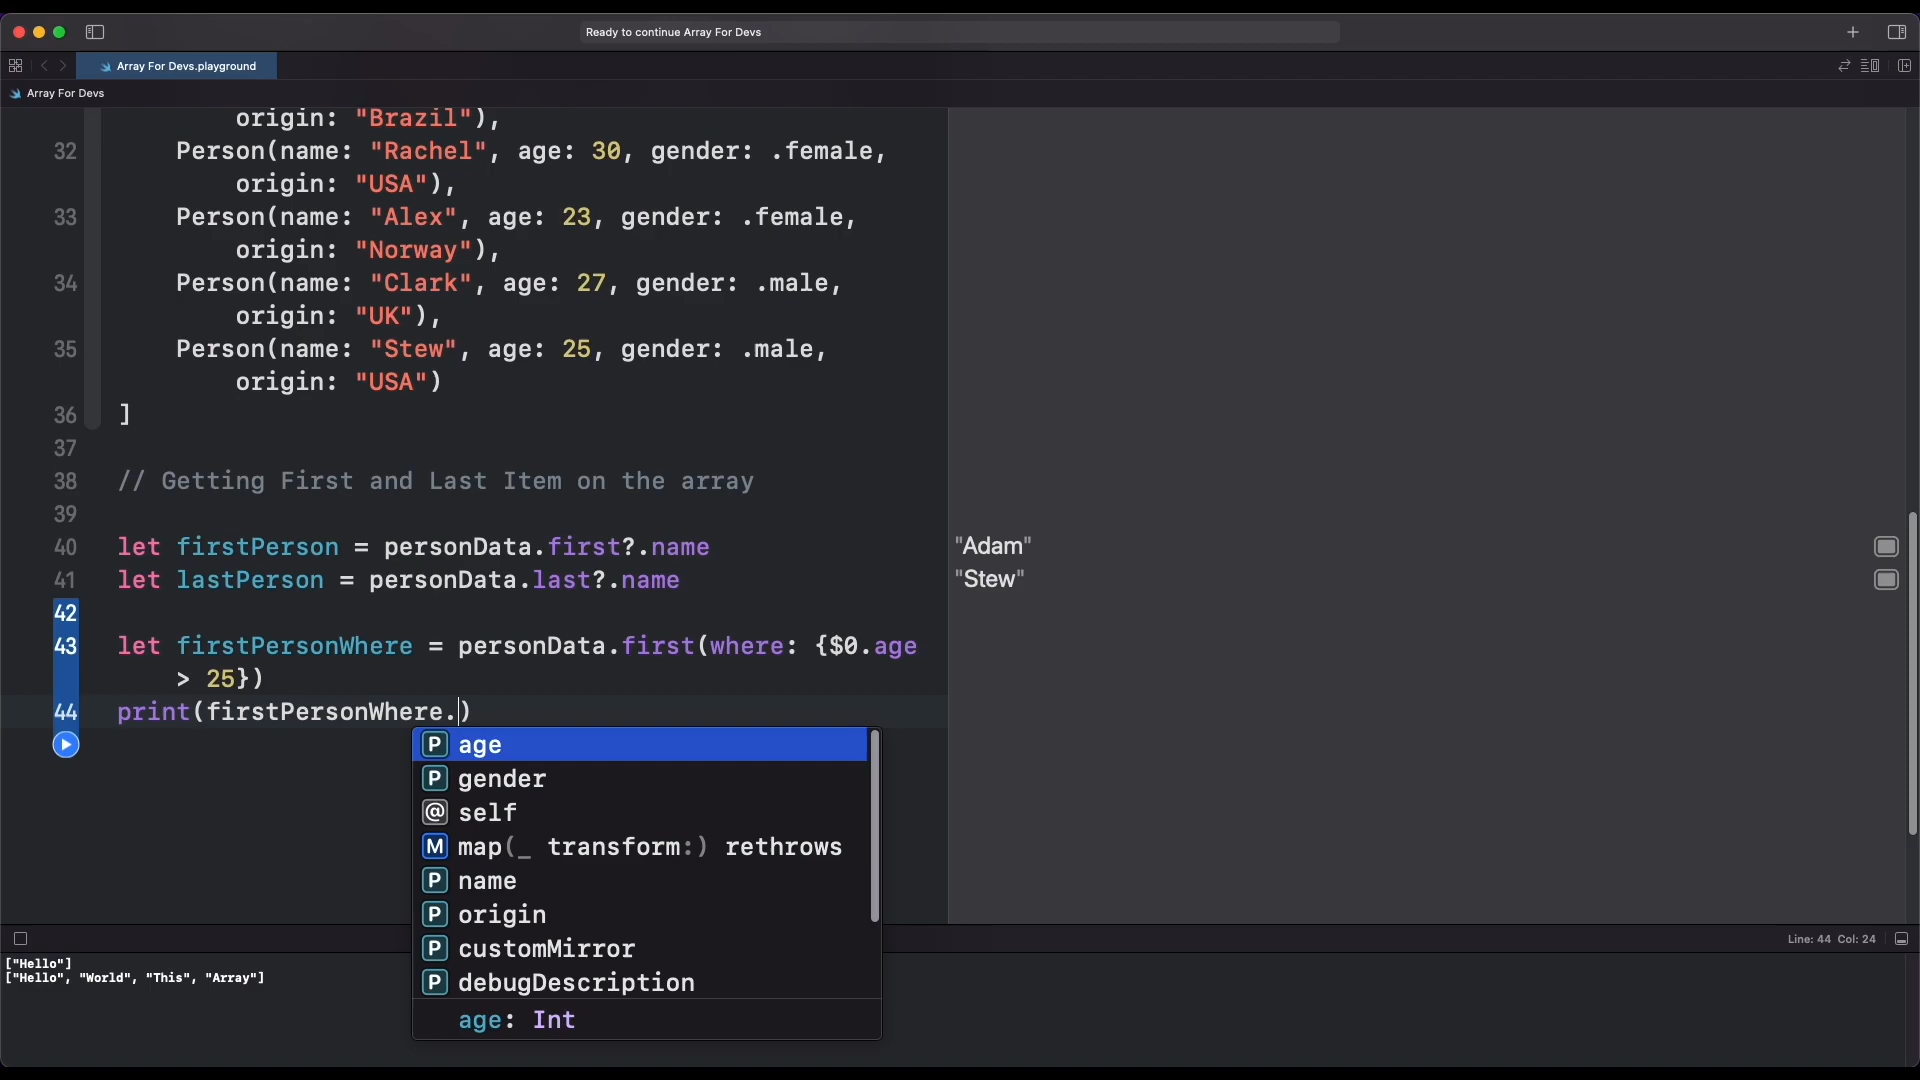 Ready to continue Array For Devs
Array For Devs.playground
Array For Devs
origin: "Brazil"),
32 Person(name: "Rachel", age: 30, gender: .female,
origin: "USA"),
33 Person(name: "Alex", age: 23, gender: .female,
origin: "Norway"),
34 Person(name: "Clark", age: 27, gender: .male,
origin: "UK"),
35 Person(name: "Stew", age: 25, gender: .male,
origin: "USA")
36 ]
37
38 // Getting First and Last Item on the array
39
40 let firstPerson = personData.first?.name
"Adam"
41 let lastPerson = personData.last?.name
"Stew"
42
43 let firstPersonWhere = personData.first(where: {$0.age
> 25})
44 print(firstPersonWhere.)
P age
P gender
@ self
M map(_ transform:) rethrows
P name
P origin
P customMirror
P debugDescription
age: Int
Line: 44 Col: 24
["Hello"]
["Hello", "World", "This", "Array"]